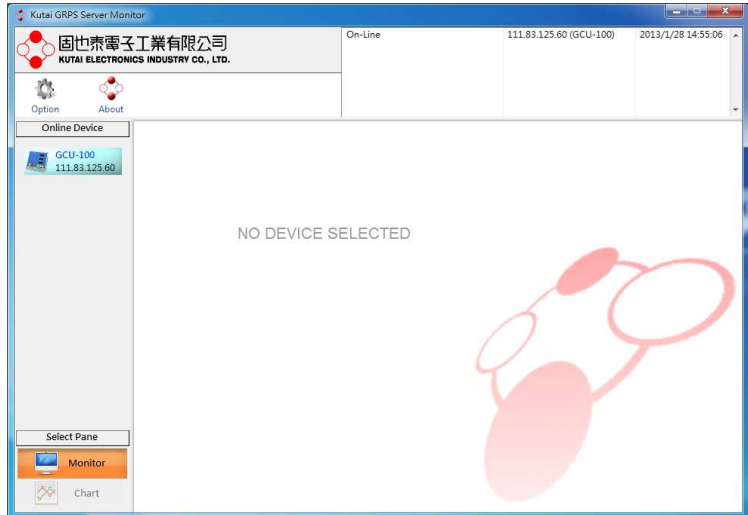 Kutai GRPS Server Monitor
固也泰電子工業有限公司
KUTAI ELECTRONICS INDUSTRY CO., LTD.
On-Line 111.83.125.60 (GCU-100) 2013/1/28 14:55:06
Option About
Online Device
GCU-100
111.83.125.60
NO DEVICE SELECTED
Select Pane
Monitor
Chart